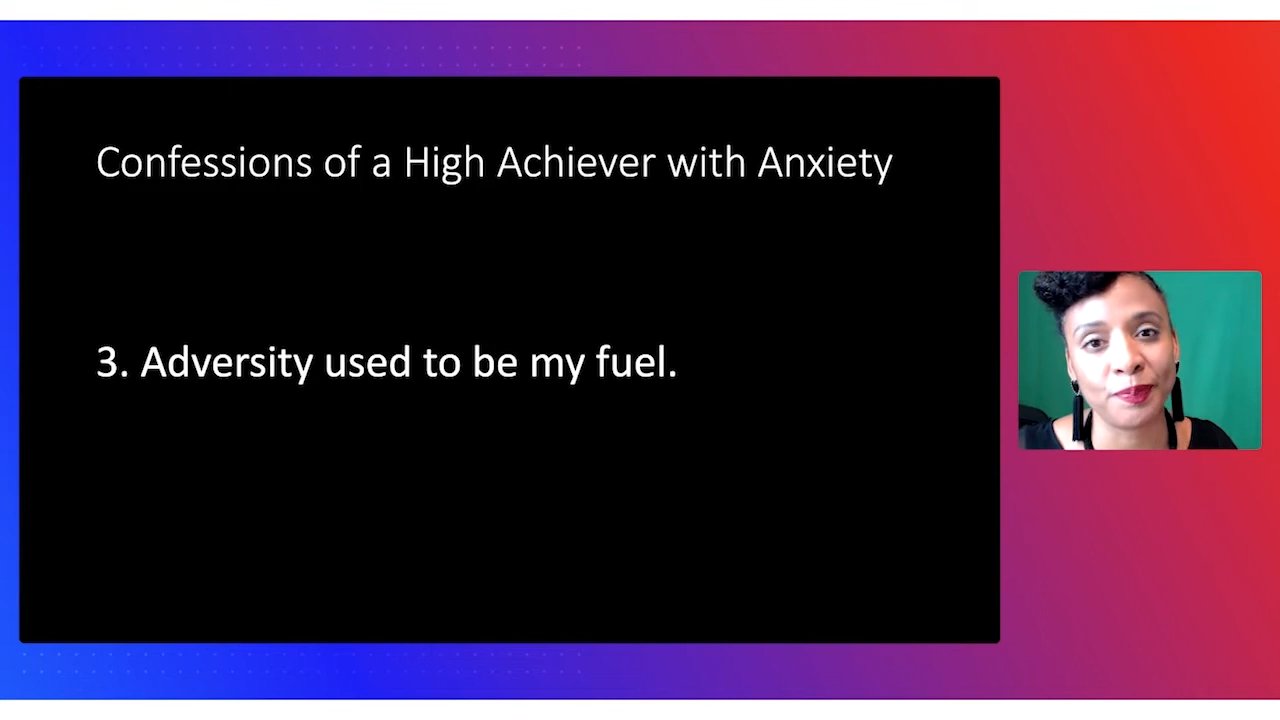 Confessions of a High Achiever with Anxiety
3. Adversity used to be my fuel.